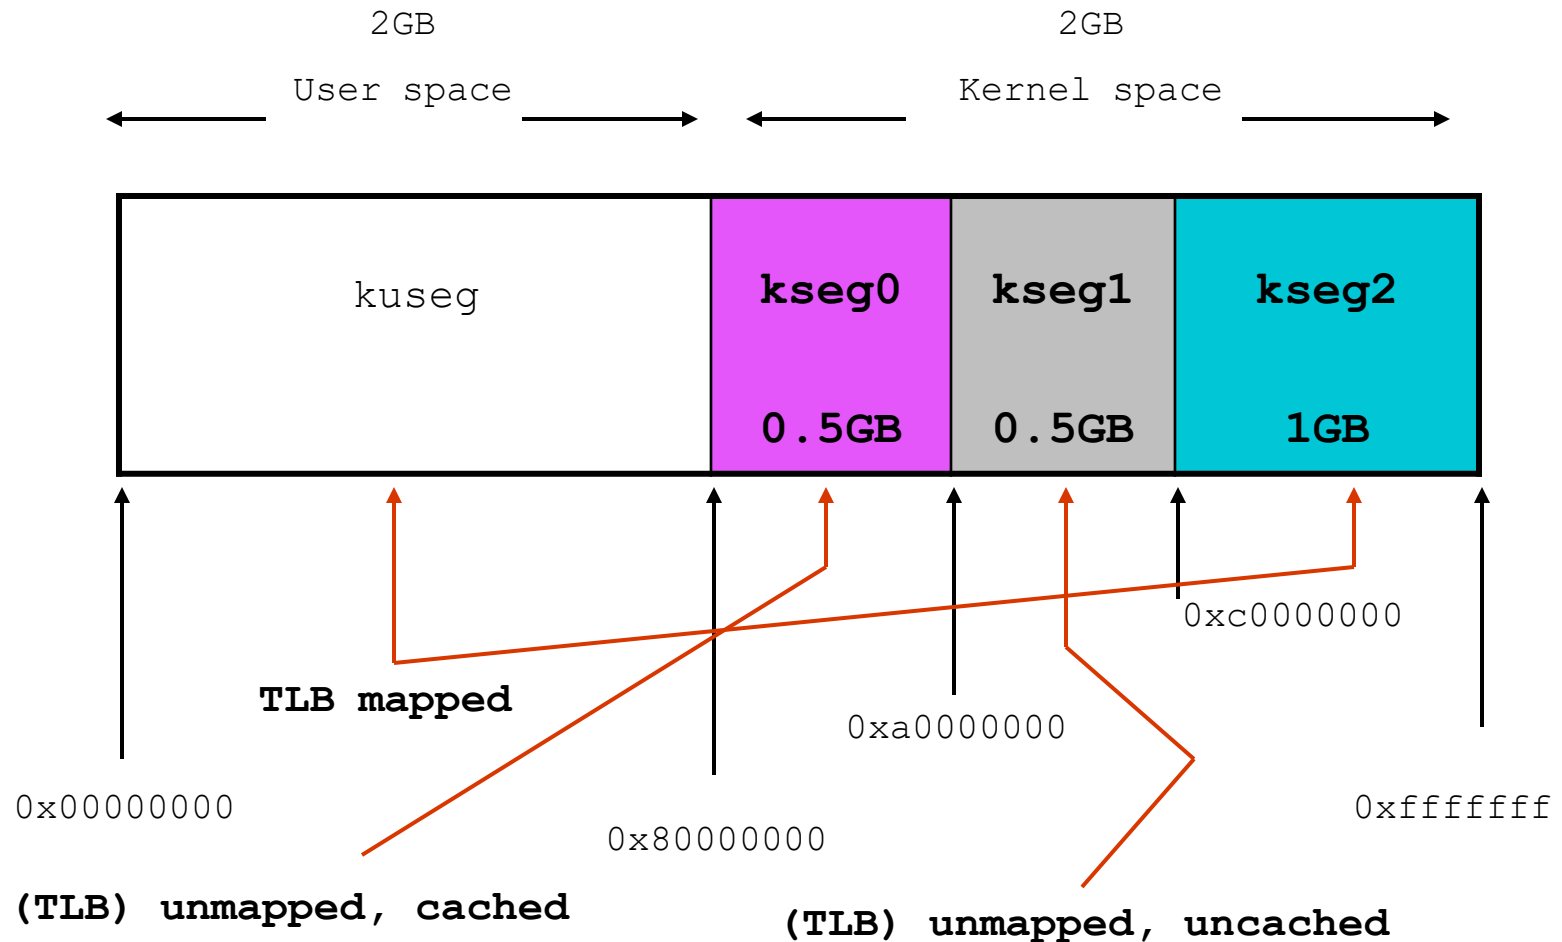 2GB
2GB
User space
Kernel space
kuseg
kseg0
kseg1
kseg2
0.5GB
0.5GB
1GB
0xc0000000
TLB mapped
0xa0000000
0x00000000
0xfffffff
0x80000000
(TLB) unmapped, cached
(TLB) unmapped, uncached